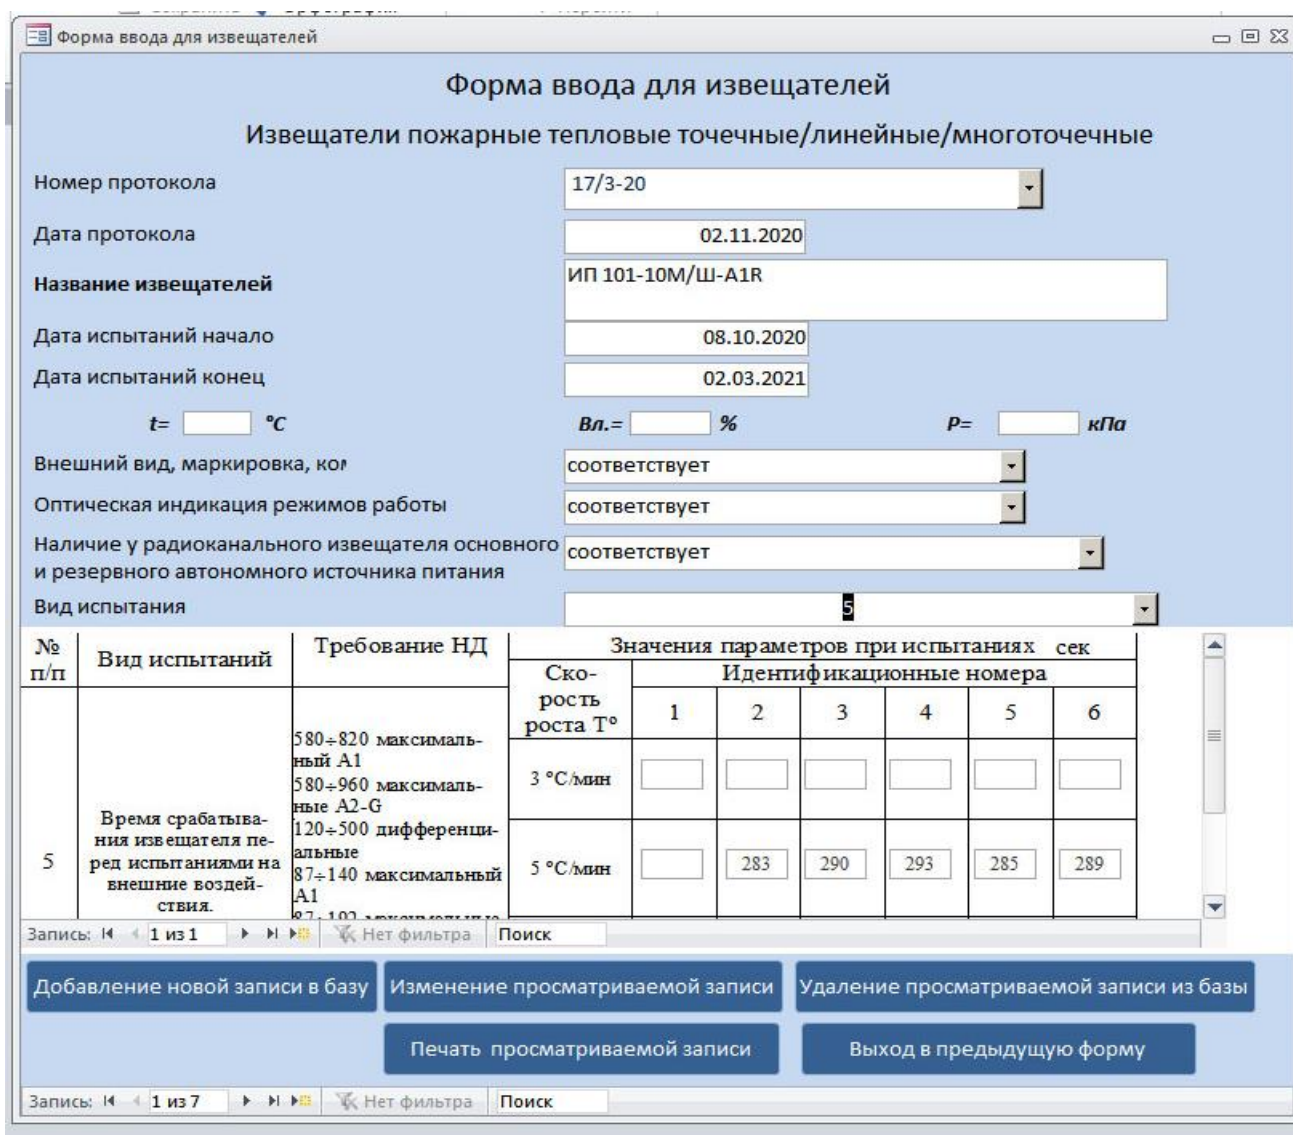 Форма ввода для извещателей
Форма ввода для извещателей
Извещатели пожарные тепловые точечные/линейные/многоточечные
Номер протокола 17/3-20
Дата протокола 02.11.2020
Название извещателей ИП 101-10М/Ш-A1R
Дата испытаний начало 08.10.2020
Дата испытаний конец 02.03.2021
t= °C Вл.= % P= кПа
Внешний вид, маркировка, ком соответствует
Оптическая индикация режимов работы соответствует
Наличие у радиоканального извещателя основного
и резервного автономного источника питания соответствует
Вид испытания 5
№ п/п Вид испытаний Требование НД Значения параметров при испытаниях сек
Ско-
рость
роста T° Идентификационные номера
1 2 3 4 5 6
580÷820 максималь-
ный А1
580÷960 максималь-
ные A2-G
120÷500 дифференци-
альные
87÷140 максимальный
А1
3 °С/мин
5 Время срабатыва-
ния извещателя пе-
ред испытаниями на
внешние воздей-
ствия.
5 °С/мин 283 290 293 285 289
Запись: 1 из 1 Нет фильтра Поиск
Добавление новой записи в базу Изменение просматриваемой записи Удаление просматриваемой записи из базы
Печать просматриваемой записи Выход в предыдущую форму
Запись: 1 из 7 Нет фильтра Поиск